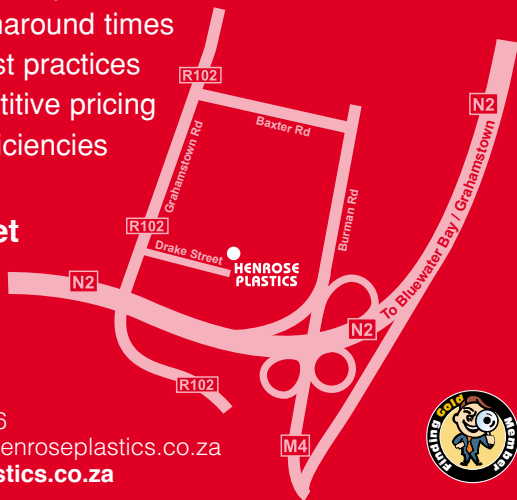 naround times
st practices
titive pricing
iciencies
et
R102
Baxter Rd
N2
Grahamstown Rd
Burman Rd
To Bluewater Bay / Grahamstown
R102
Drake Street
HENROSE
PLASTICS
N2
N2
R102
M4
6
enroseplastics.co.za
stics.co.za
Finding Gold Member